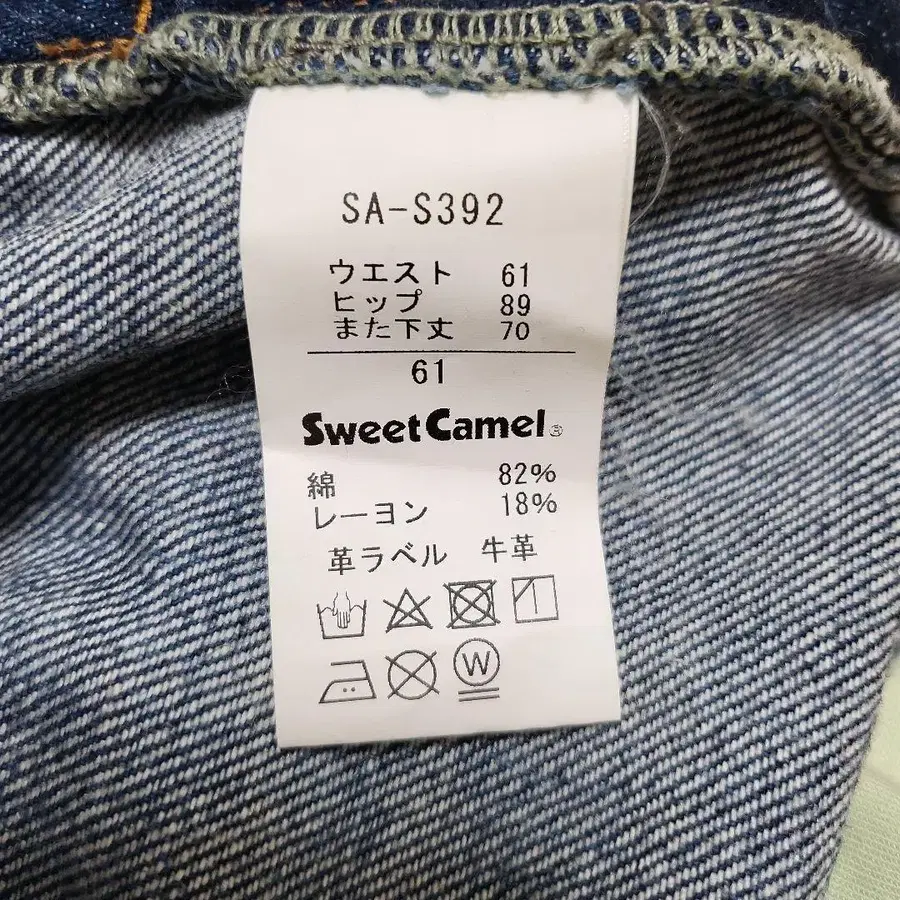 SA-S392
ウエスト 61
ヒップ 89
また下丈 70
61
SweetCamel®
綿 82%
レーヨン 18%
革ラベル 牛革
W